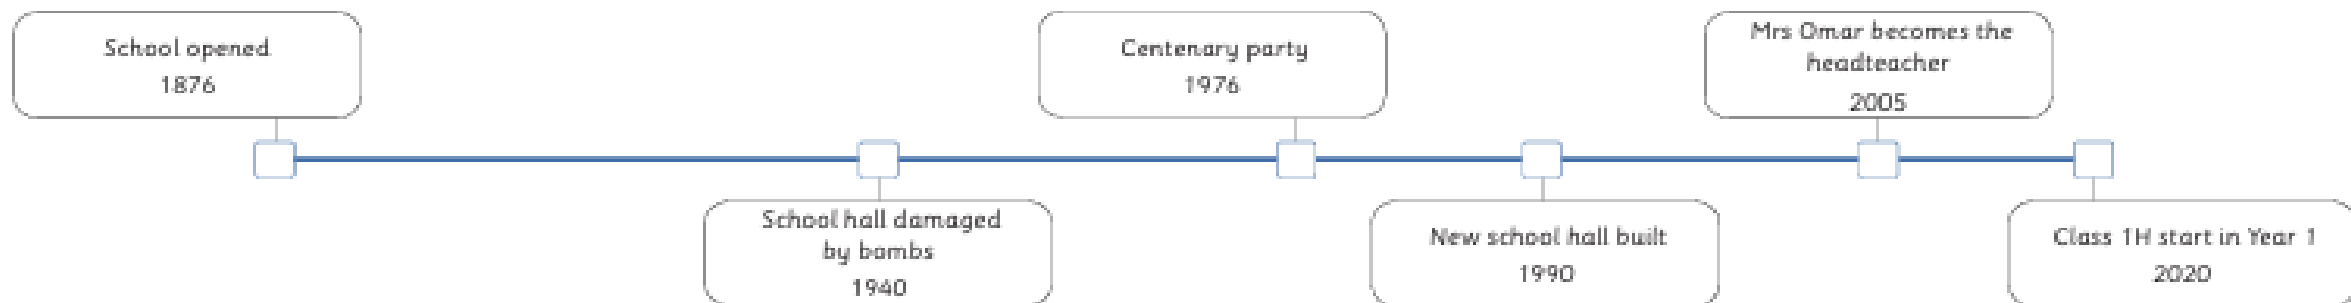 School opened
1876
School hall damaged
by bombs
1940
Centenary party
1976
New school hall built
1990
Mrs Omar becomes the
headteacher
2005
Class 1H start in Year 1
2020